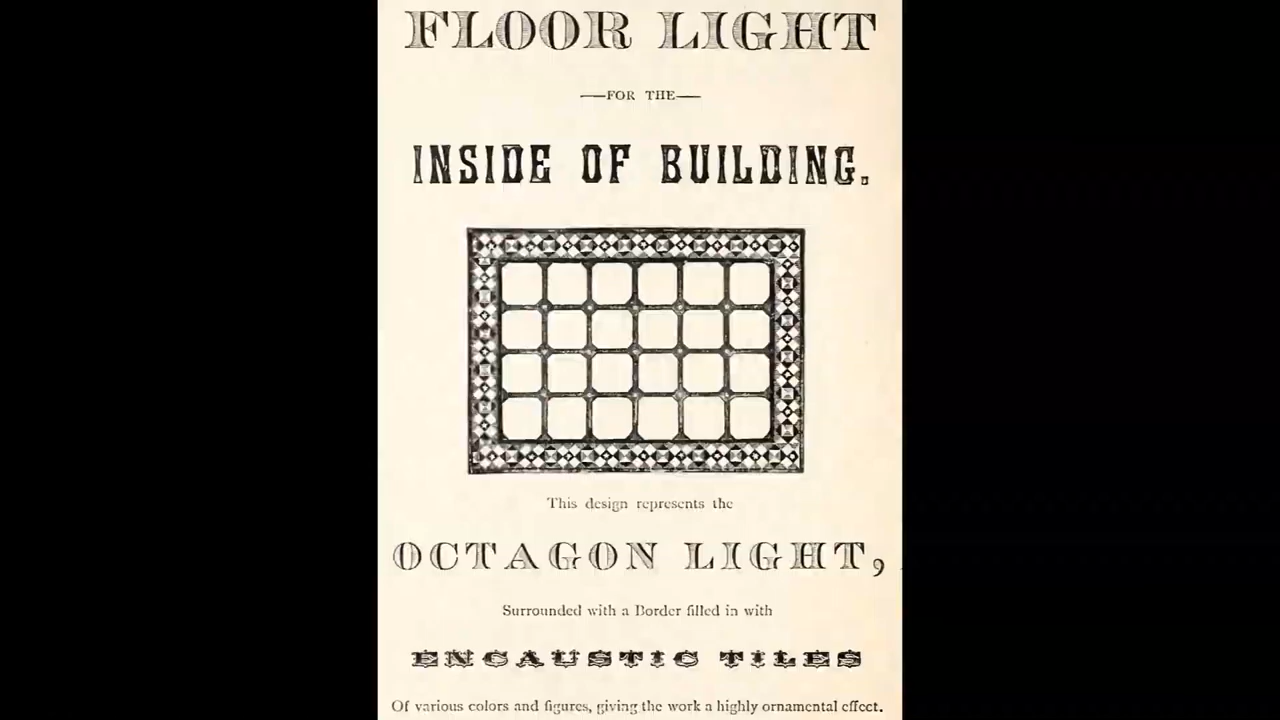 FLOOR LIGHT
—FOR THE—
INSIDE OF BUILDING.
This design represents the
OCTAGON LIGHT,
Surrounded with a Border filled in with
ENCAUSTIC TILES
Of various colors and figures, giving the work a highly ornamental effect.